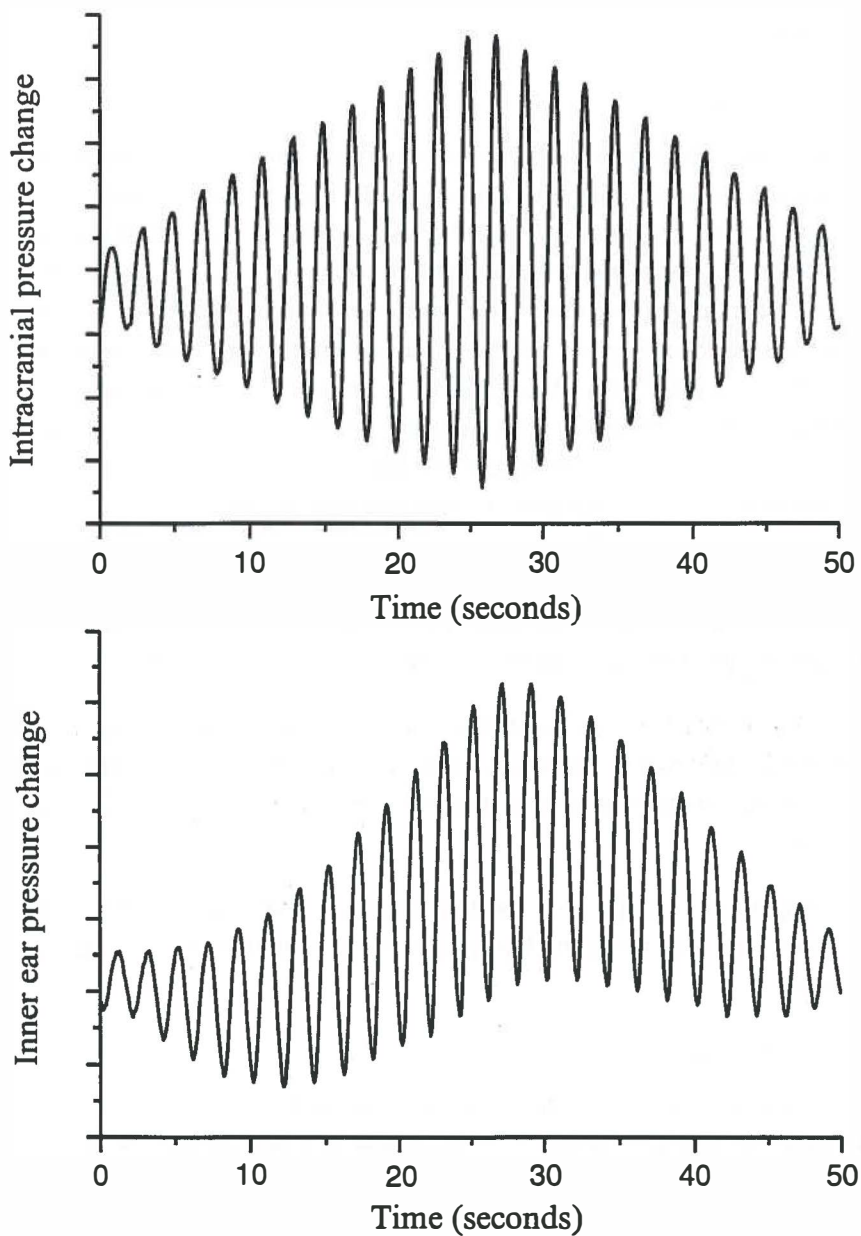 Intracranial pressure change
0 10 20 30 40 50
Time (seconds)
Inner ear pressure change
0 10 20 30 40 50
Time (seconds)